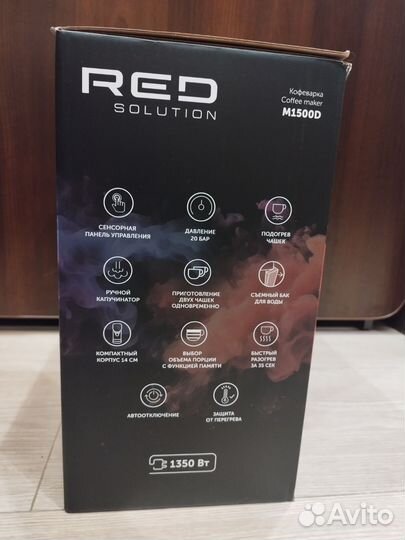 RED
SOLUTION
Кофеварка
Coffee maker
M1500D
СЕНСОРНАЯ
ПАНЕЛЬ УПРАВЛЕНИЯ
ДАВЛЕНИЕ
20 БАР
ПОДОГРЕВ
ЧАШЕК
РУЧНОЙ
КАПУЧИНАТОР
ПРИГОТОВЛЕНИЕ
ДВУХ ЧАШЕК
ОДНОВРЕМЕННО
СЪЕМНЫЙ БАК
ДЛЯ ВОДЫ
КОМПАКТНЫЙ
КОРПУС 14 СМ
ВЫБОР
ОБЪЕМА ПОРЦИИ
С ФУНКЦИЕЙ ПАМЯТИ
БЫСТРЫЙ
РАЗОГРЕВ
ЗА 35 СЕК
АВТООТКЛЮЧЕНИЕ
ЗАЩИТА
ОТ ПЕРЕГРЕВА
1350 Вт
Avito